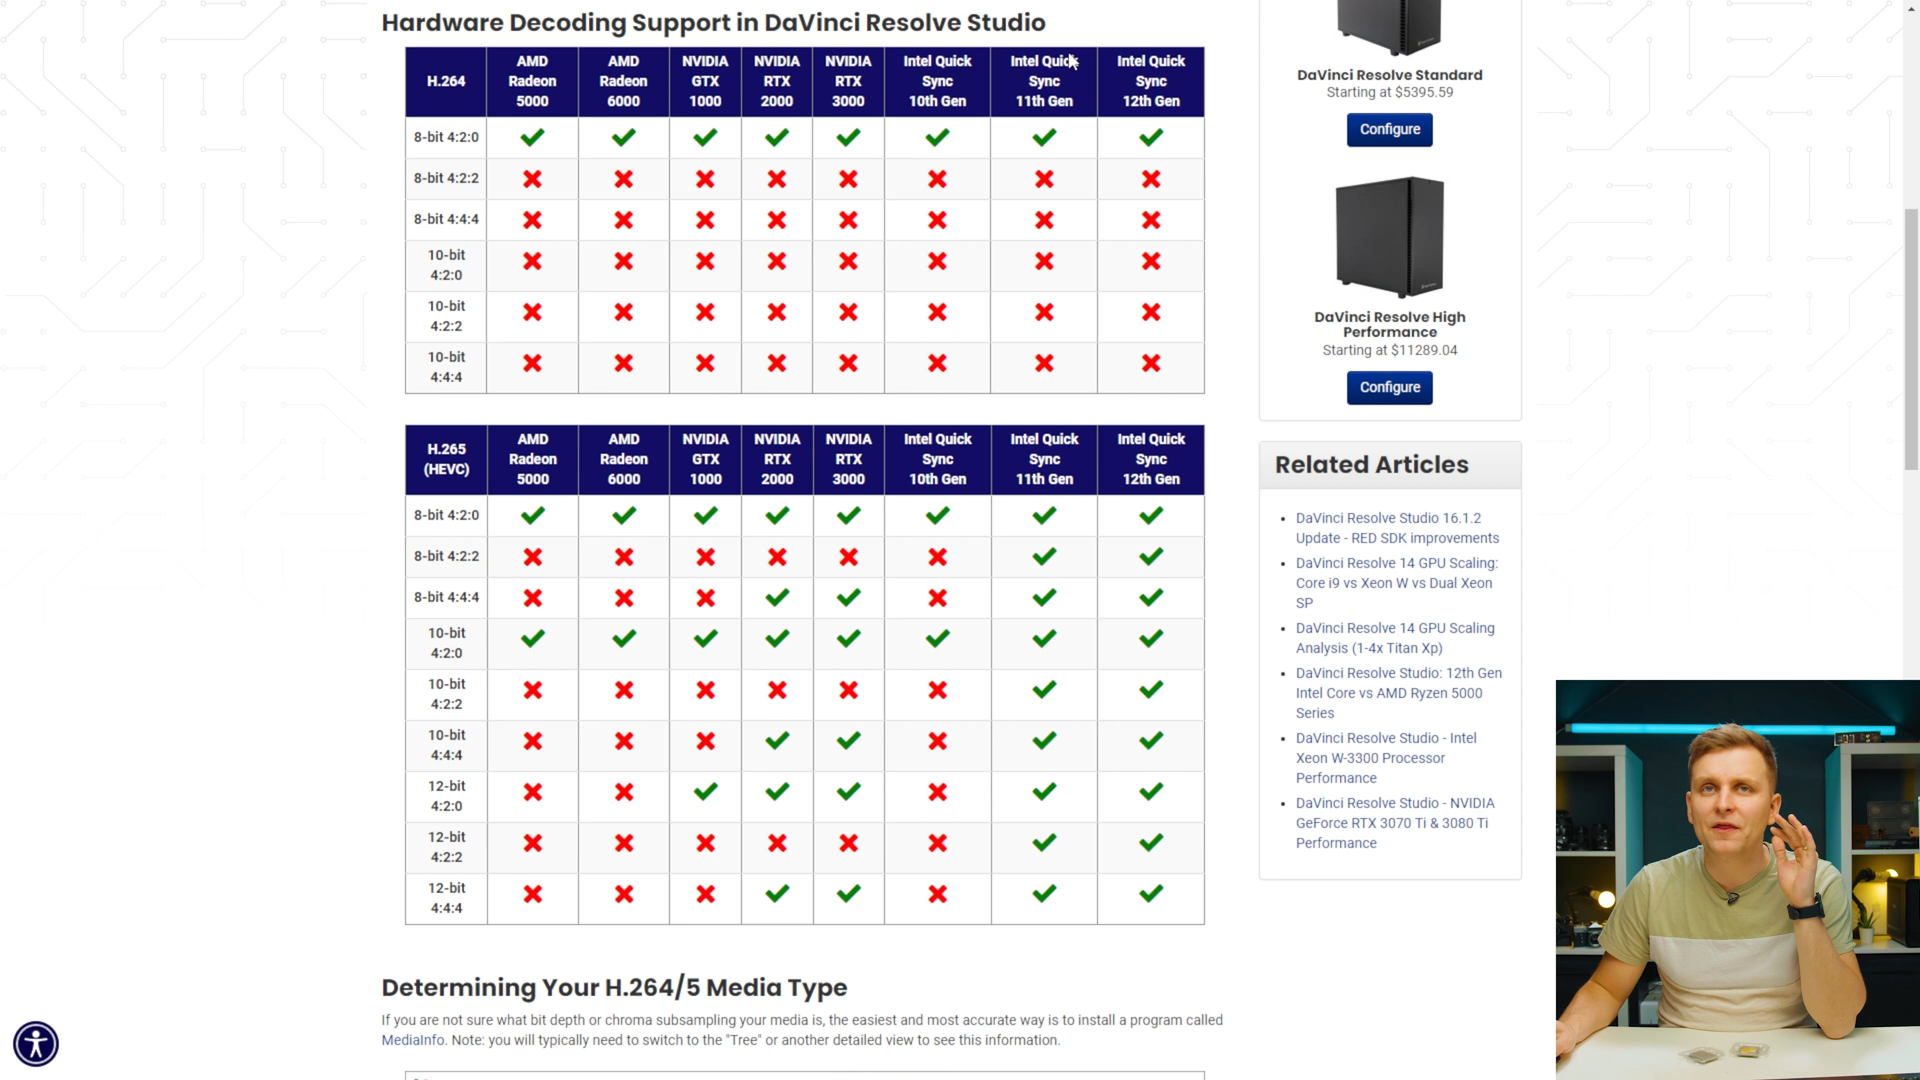 Hardware Decoding Support in DaVinci Resolve Studio
H.264
AMD Radeon 5000
AMD Radeon 6000
NVIDIA GTX 1000
NVIDIA RTX 2000
NVIDIA RTX 3000
Intel Quick Sync 10th Gen
Intel Quick Sync 11th Gen
Intel Quick Sync 12th Gen
8-bit 4:2:0
8-bit 4:2:2
8-bit 4:4:4
10-bit
4:2:0
10-bit
4:2:2
10-bit
4:4:4
H.265
(HEVC)
AMD Radeon 5000
AMD Radeon 6000
NVIDIA GTX 1000
NVIDIA RTX 2000
NVIDIA RTX 3000
Intel Quick Sync 10th Gen
Intel Quick Sync 11th Gen
Intel Quick Sync 12th Gen
8-bit 4:2:0
8-bit 4:2:2
8-bit 4:4:4
10-bit
4:2:0
10-bit
4:2:2
10-bit
4:4:4
12-bit
4:2:0
12-bit
4:2:2
12-bit
4:4:4
Determining Your H.264/5 Media Type
If you are not sure what bit depth or chroma subsampling your media is, the easiest and most accurate way is to install a program called
MediaInfo. Note: you will typically need to switch to the "Tree" or another detailed view to see this information.
DaVinci Resolve Standard
Starting at $5395.59
Configure
DaVinci Resolve High
Performance
Starting at $11289.04
Configure
Related Articles
DaVinci Resolve Studio 16.1.2
Update - RED SDK improvements
DaVinci Resolve 14 GPU Scaling:
Core i9 vs Xeon W vs Dual Xeon
SP
DaVinci Resolve 14 GPU Scaling
Analysis (1-4x Titan Xp)
DaVinci Resolve Studio: 12th Gen
Intel Core vs AMD Ryzen 5000
Series
DaVinci Resolve Studio - Intel
Xeon W-3300 Processor
Performance
DaVinci Resolve Studio - NVIDIA
GeForce RTX 3070 Ti & 3080 Ti
Performance